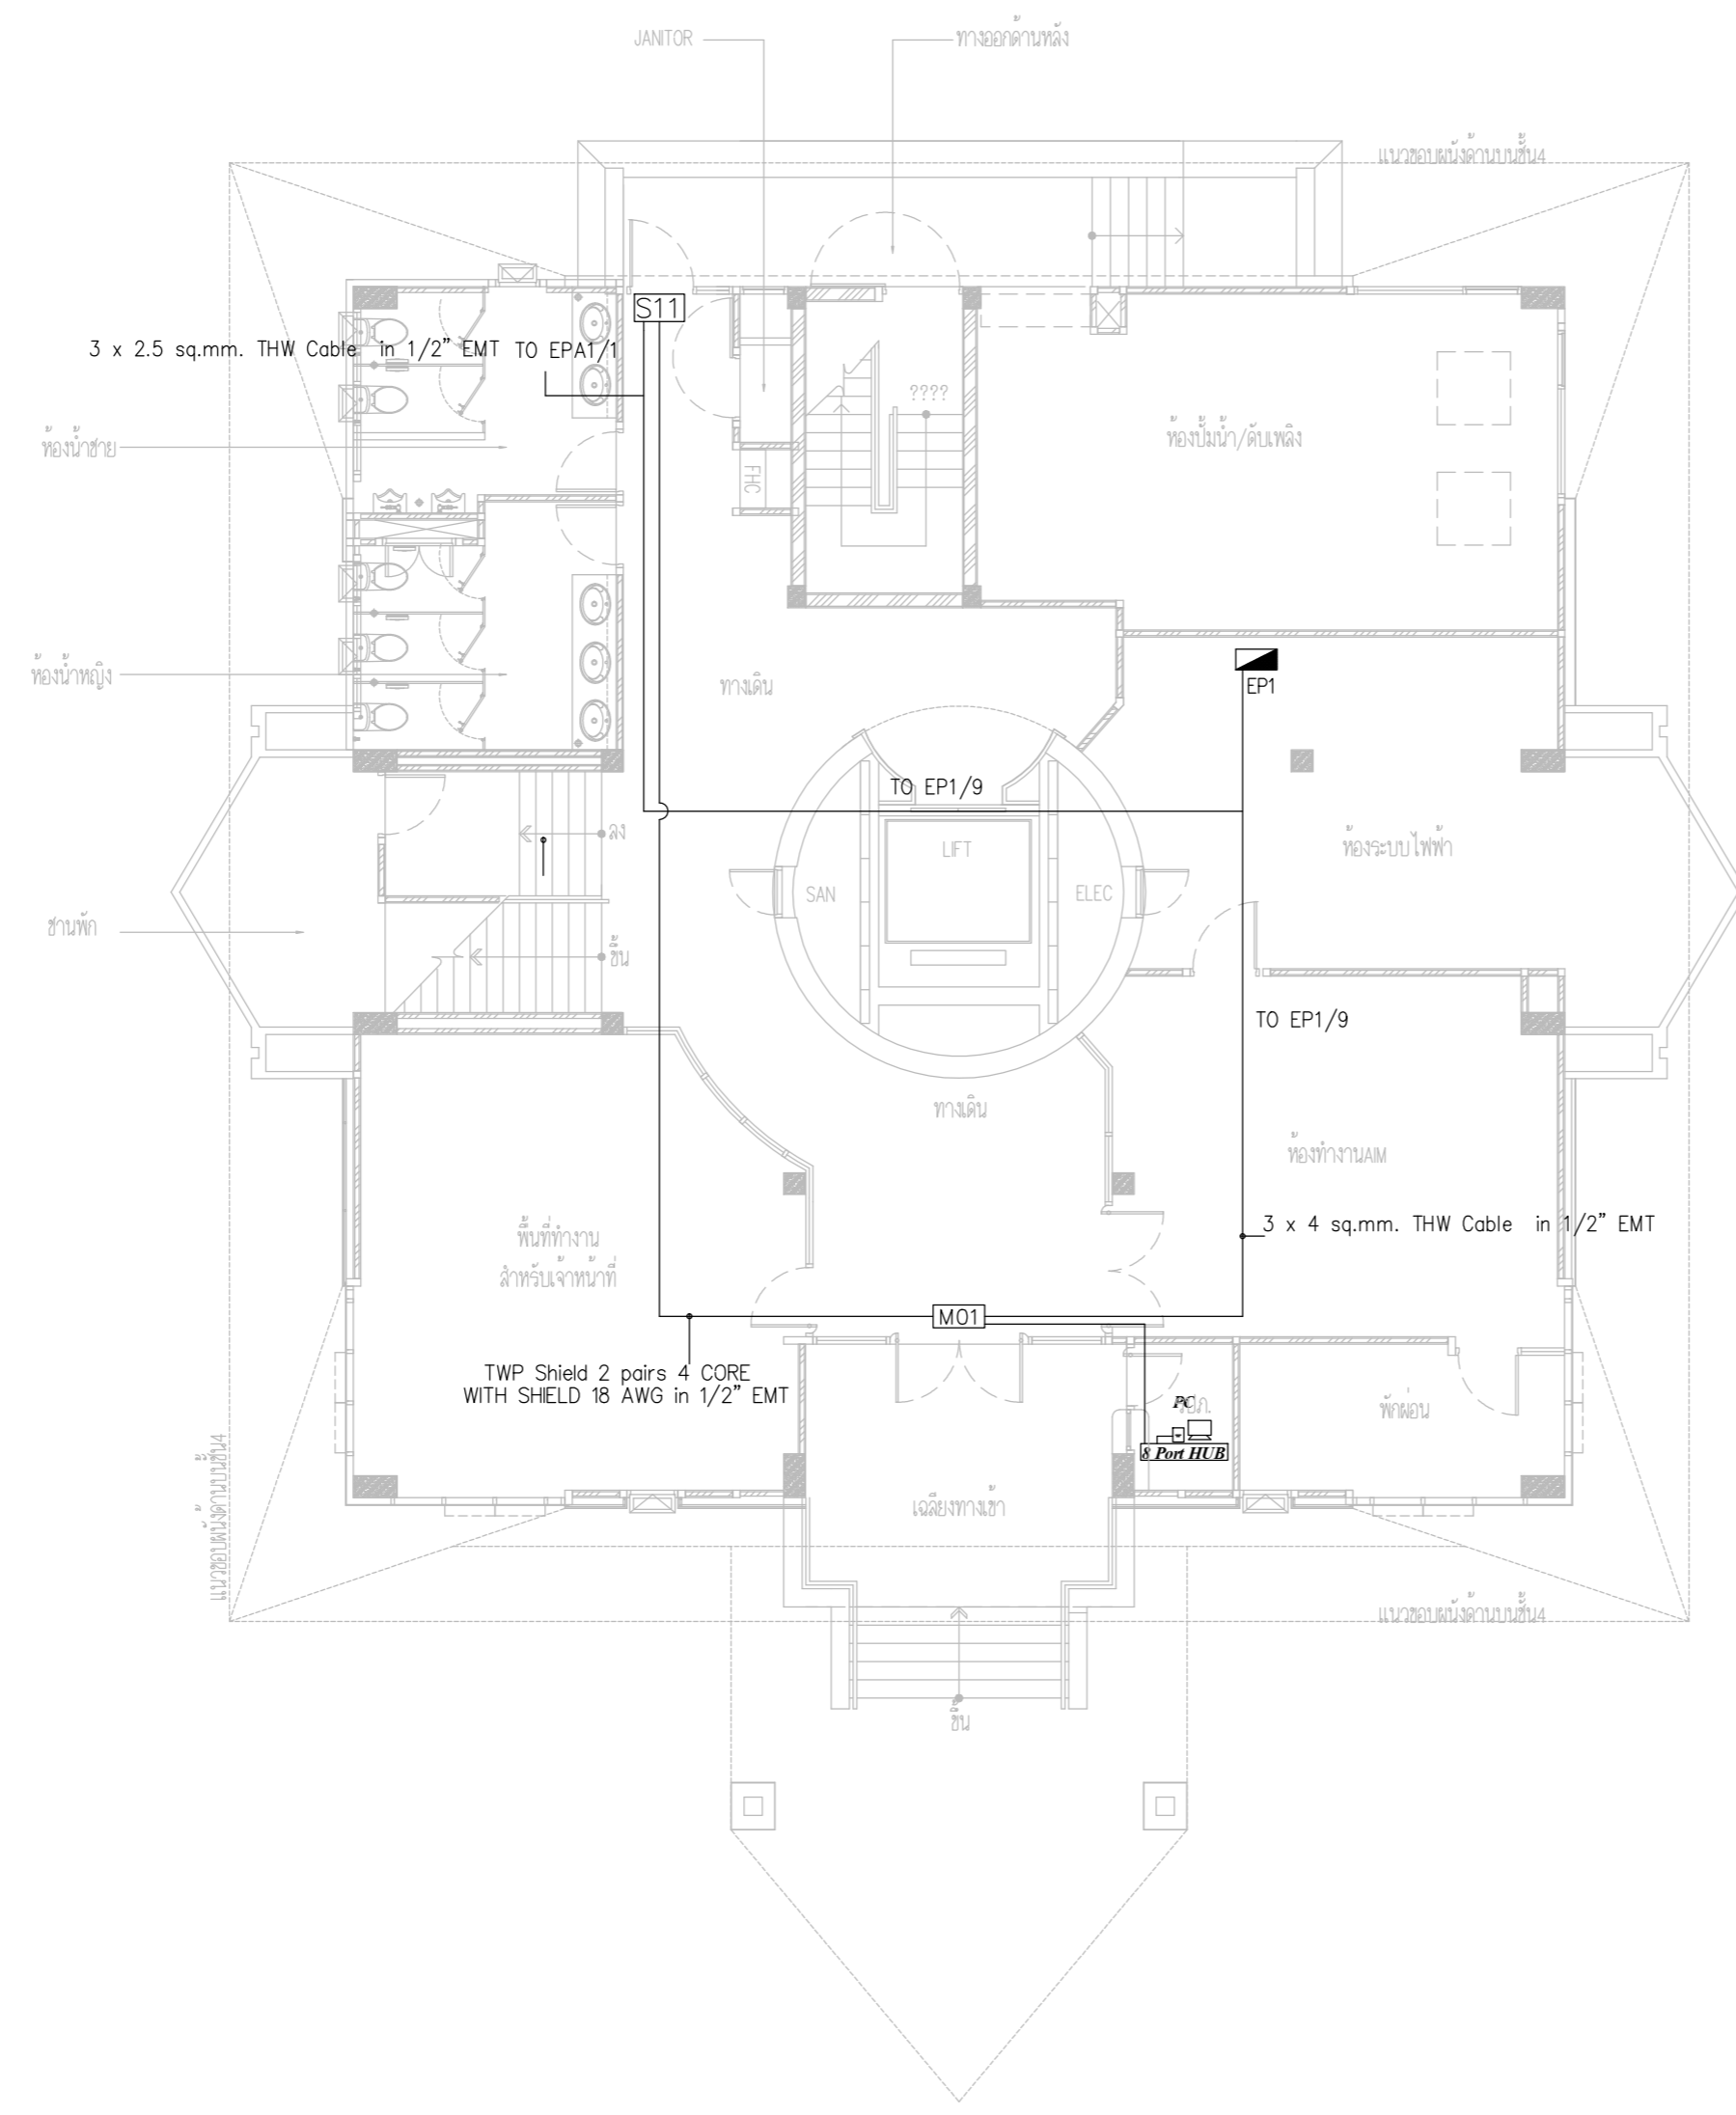 JANITOR
ทางออกด้านหลัง
แนวขอบผนังด้านบนชั้น4
S11
3 x 2.5 sq.mm. THW Cable in 1/2" EMT TO EPA1/1
????
ห้องน้ำชาย
ห้องปั๊มน้ำ/ดับเพลิง
FHC
ห้องน้ำหญิง
ทางเดิน
EP1
TO EP1/9
ลง
LIFT
ห้องระบบไฟฟ้า
SAN
ELEC
ชานพัก
ขึ้น
TO EP1/9
ทางเดิน
ห้องทำงานAIM
พื้นที่ทำงาน
สำหรับเจ้าหน้าที่
3 x 4 sq.mm. THW Cable in 1/2" EMT
M01
TWP Shield 2 pairs 4 CORE
WITH SHIELD 18 AWG in 1/2" EMT
PC
รปภ.
8 Port HUB
พักผ่อน
แนวขอบผนังด้านบนชั้น4
เฉลียงทางเข้า
แนวขอบผนังด้านบนชั้น4
ขึ้น